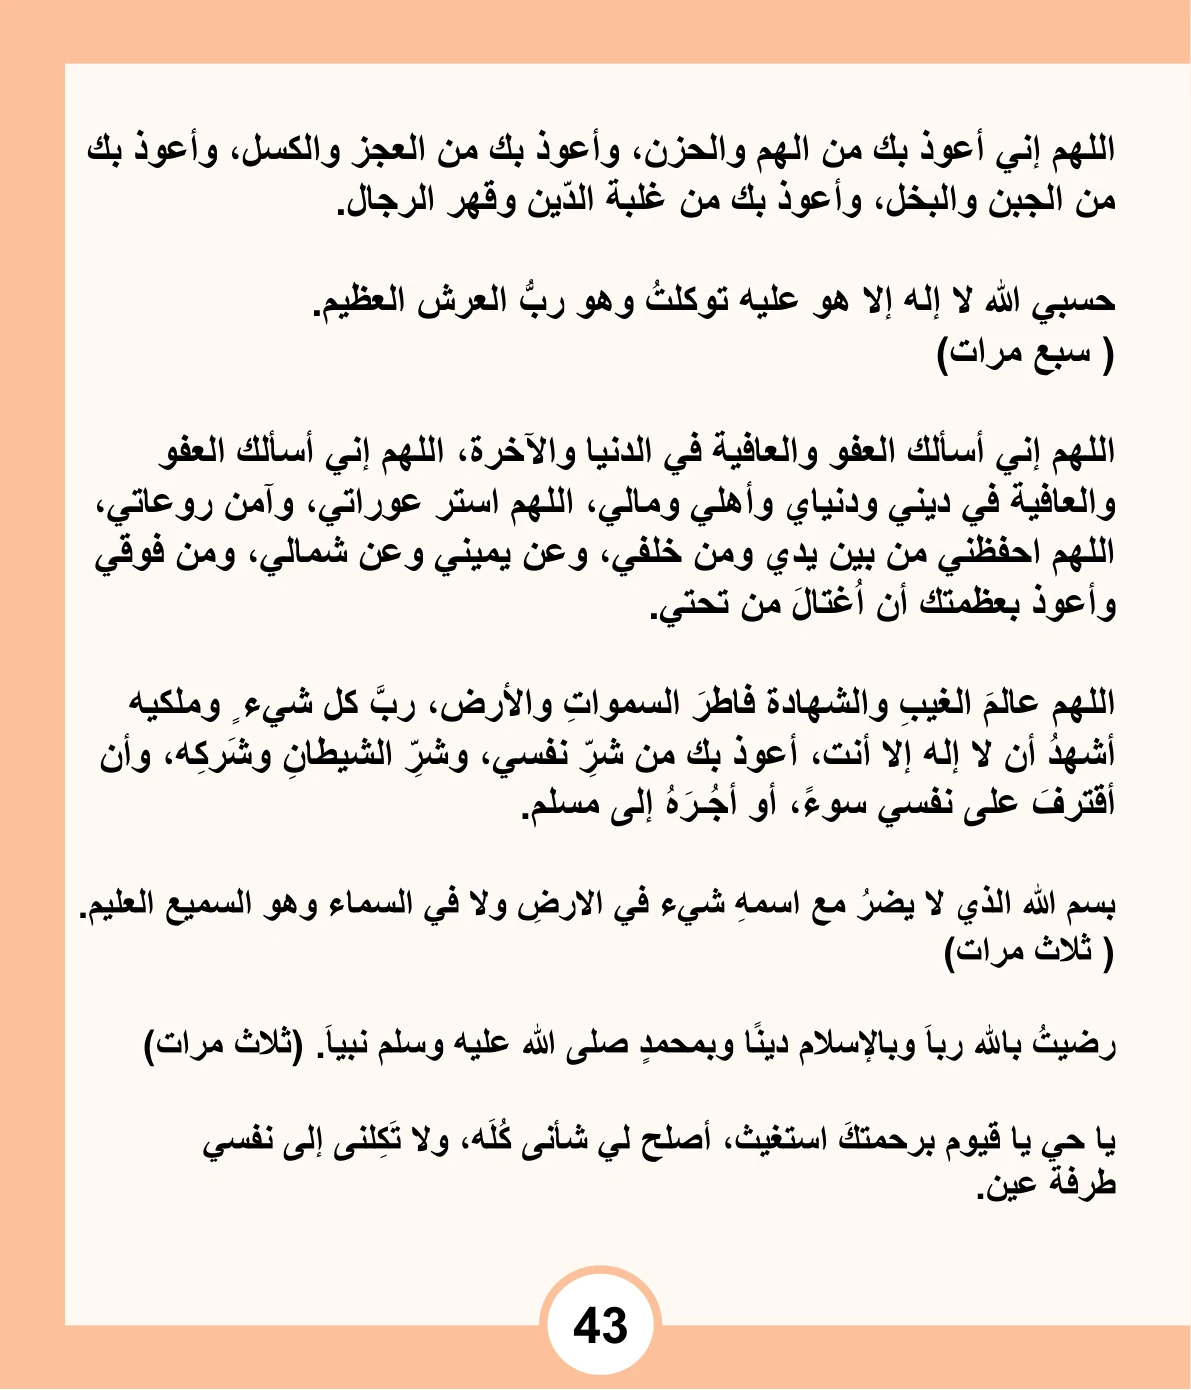 اللهم إني أعوذ بك من الهم والحزن، وأعوذ بك من العجز والكسل، وأعوذ بك
من الجبن والبخل، وأعوذ بك من غلبة الدّين وقهر الرجال.
حسبي الله لا إله إلا هو عليه توكلتُ وهو ربُّ العرش العظيم.
( سبع مرات)
اللهم إني أسألك العفو والعافية في الدنيا والآخرة، اللهم إني أسألك العفو
والعافية في ديني ودنياي وأهلي ومالي، اللهم استر عوراتي، وآمن روعاتي،
اللهم احفظني من بين يدي ومن خلفي، وعن يميني وعن شمالي، ومن فوقي
وأعوذ بعظمتك أن أُغتالَ من تحتي.
اللهم عالمَ الغيبِ والشهادة فاطرَ السمواتِ والأرض، ربَّ كل شيء ٍ ومليكه
أشهدُ أن لا إله إلا أنت، أعوذ بك من شرِّ نفسي، وشرِّ الشيطانِ وشَركِه، وأن
أقترفَ على نفسي سوءً، أو أجُـرَهُ إلى مسلم.
بسم الله الذي لا يضرُ مع اسمهِ شيء في الارضِ ولا في السماء وهو السميع العليم.
( ثلاث مرات)
رضيتُ بالله رباَ وبالإسلام دينًا وبمحمدٍ صلى الله عليه وسلم نبياَ. (ثلاث مرات)
يا حي يا قيوم برحمتكَ استغيث، أصلح لي شأنى كُلَه، ولا تَكِلنى إلى نفسي
طرفة عين.
43